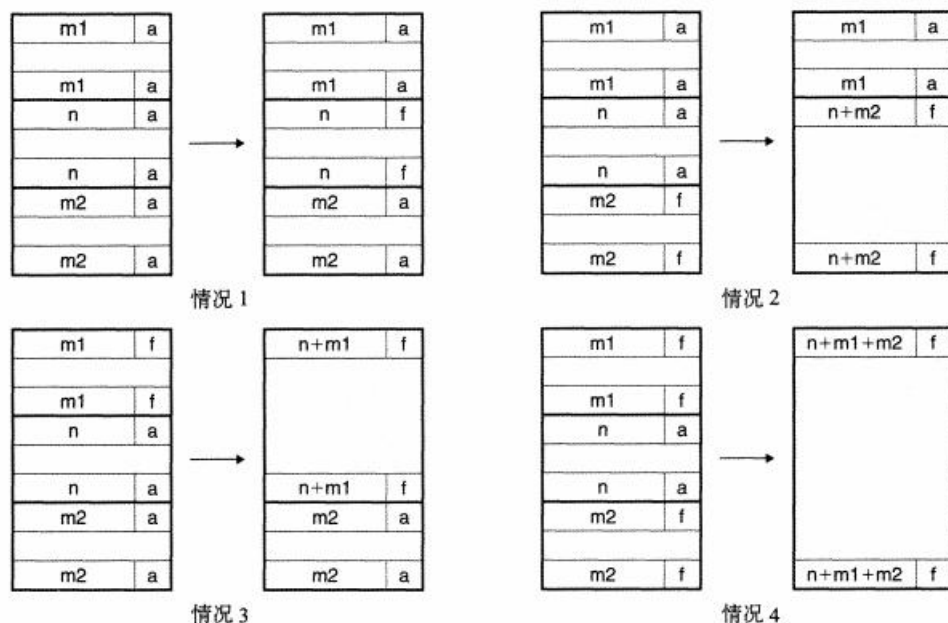 m1 a m1 a
m1 a m1 a
n a n f
n a n f
m2 a m2 a
m2 a m2 a
情况 1
m1 a m1 a
m1 a m1 a
n a n+m2 f
n a
m2 f
m2 f n+m2 f
情况 2
m1 f n+m1 f
m1 f
n a
n a n+m1 f
m2 a m2 a
m2 a m2 a
情况 3
m1 f n+m1+m2 f
m1 f
n a
n a
m2 f
m2 f n+m1+m2 f
情况 4